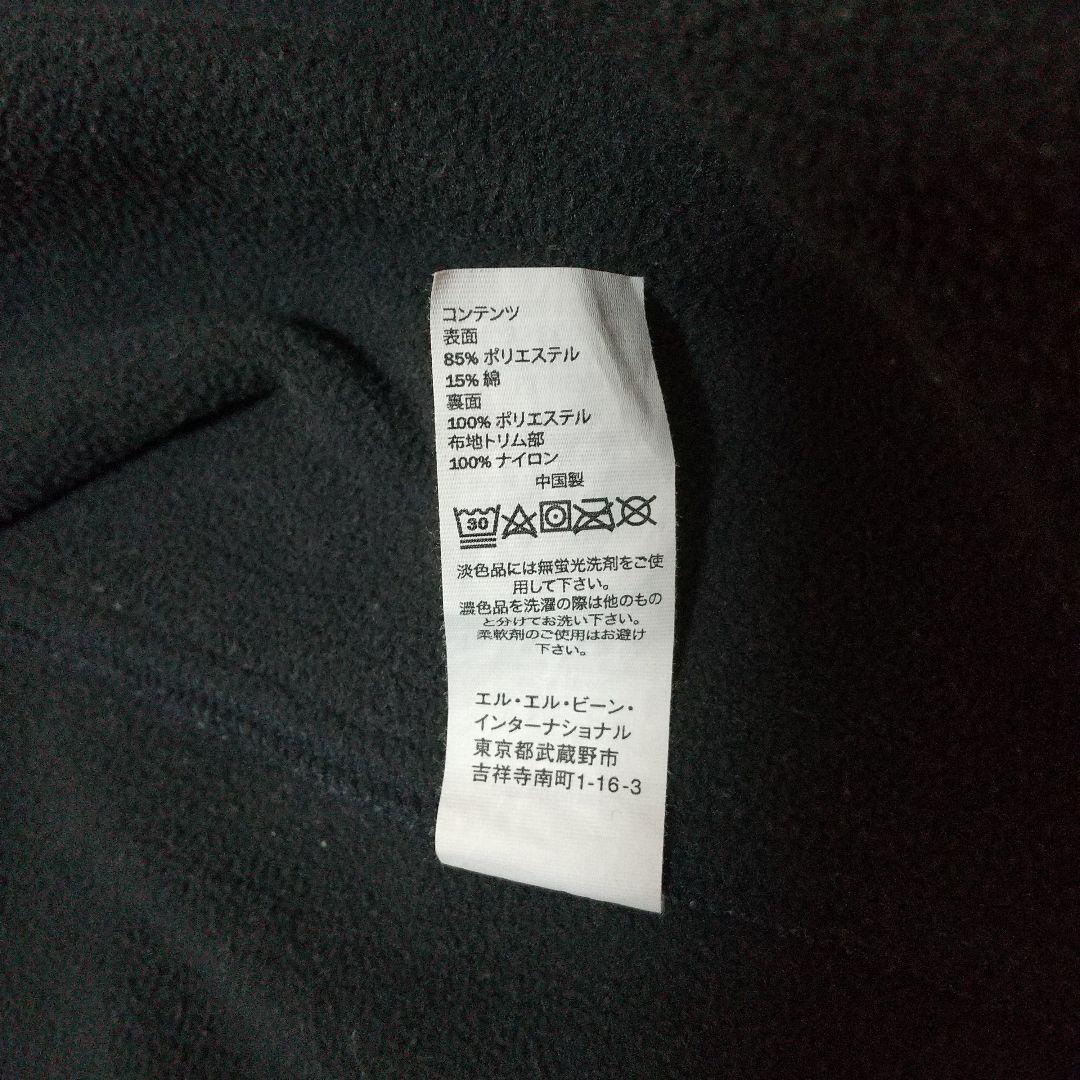 コンテンツ
表面
85% ポリエステル
15% 綿
裏面
100% ポリエステル
布地トリム部
100% ナイロン
中国製
30
淡色品には無蛍光洗剤をご使
用して下さい。
濃色品を洗濯の際は他のもの
と分けてお洗い下さい。
柔軟剤のご使用はお避け
下さい。
エル・エル・ビーン・
インターナショナル
東京都武蔵野市
吉祥寺南町1-16-3